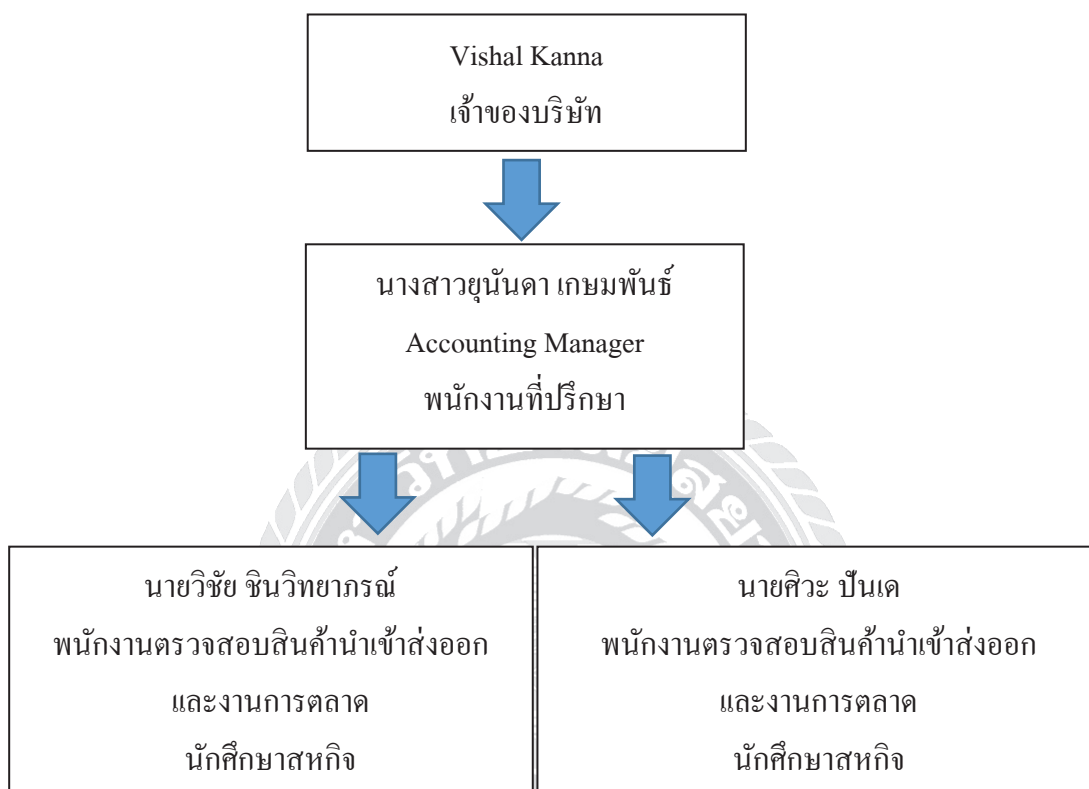 Vishal Kanna
เจ้าของบริษัท
นางสาวยุนันดา เกษมพันธ์
Accounting Manager
พนักงานที่ปรึกษา
นายวิชัย ชินวิทยาภรณ์
พนักงานตรวจสอบสินค้านำเข้าส่งออก
และงานการตลาด
นักศึกษาสหกิจ
นายศิวะ ปันเด
พนักงานตรวจสอบสินค้านำเข้าส่งออก
และงานการตลาด
นักศึกษาสหกิจ